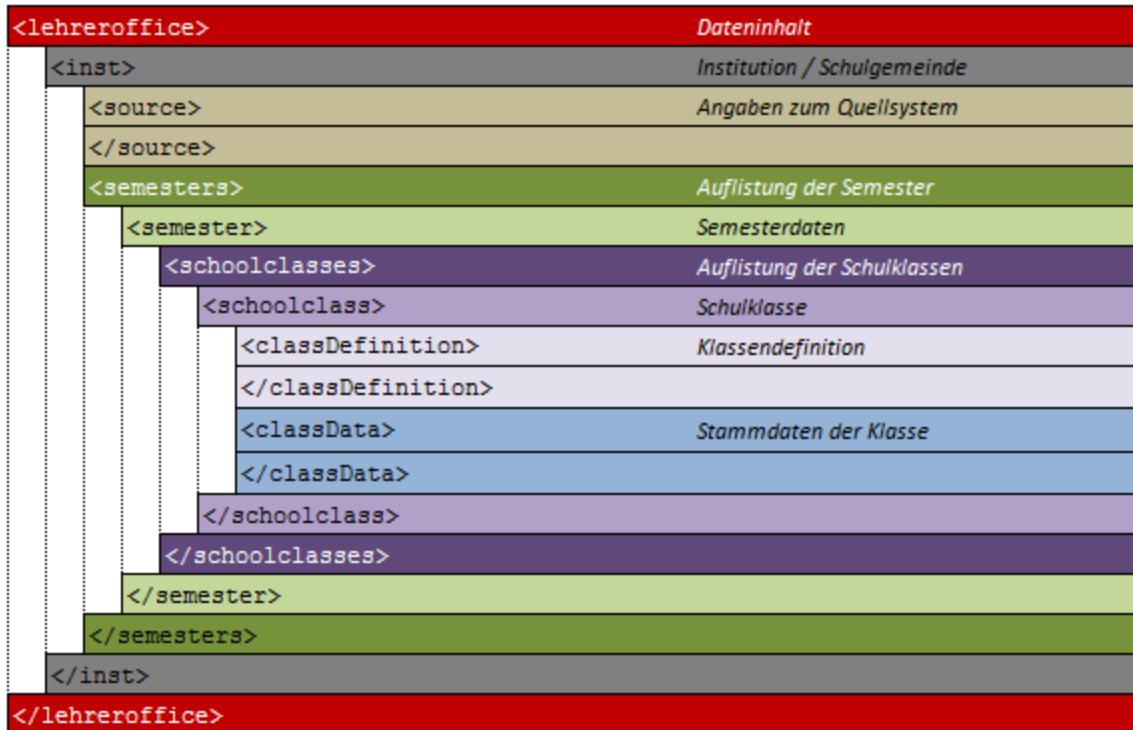 <lehreroffice> Dateninhalt
<inst> Institution / Schulgemeinde
<source> Angaben zum Quellsystem
</source>
<semesters> Auflistung der Semester
<semester> Semesterdaten
<schoolclasses> Auflistung der Schulklassen
<schoolclass> Schulklasse
<classDefinition> Klassendefinition
</classDefinition>
<classData> Stammdaten der Klasse
</classData>
</schoolclass>
</schoolclasses>
</semester>
</semesters>
</inst>
</lehreroffice>